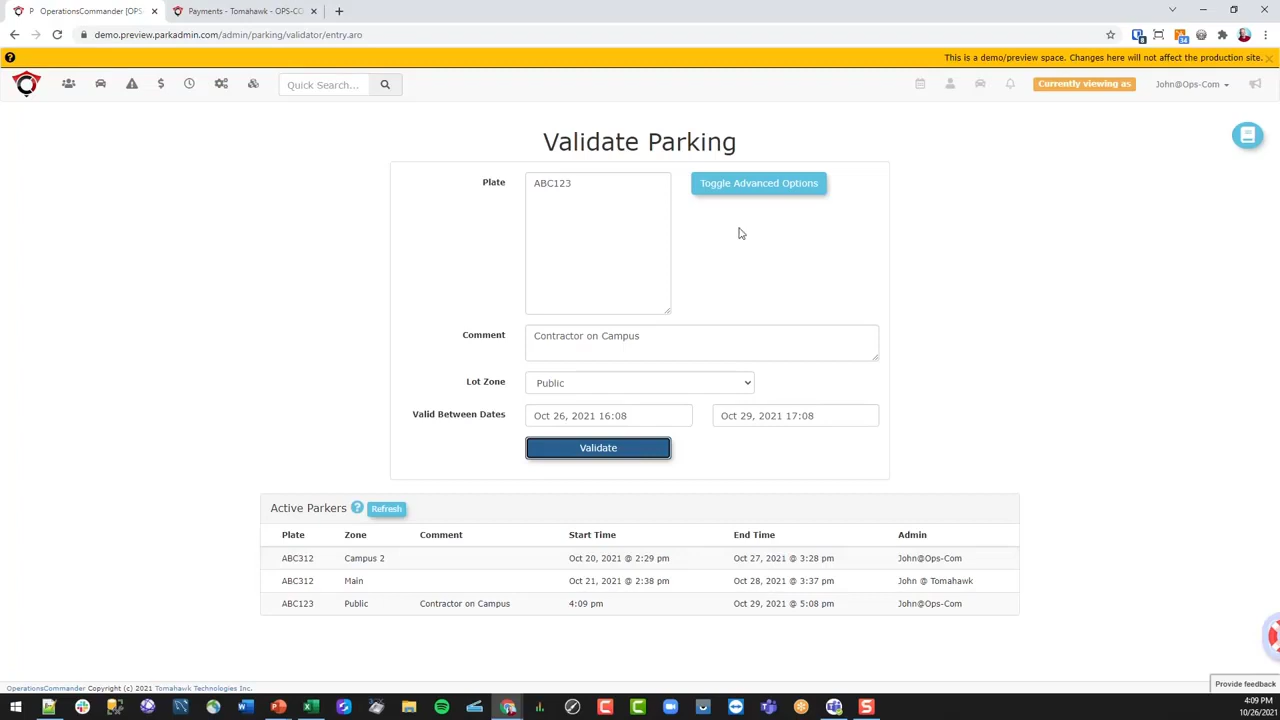 OperationsCommander [OPS-
Payments - Tomahawk - OPS-CO
demo.preview.parkadmin.com/admin/parking/validator/entry.aro
This is a demo/preview space. Changes here will not affect the production site.
Quick Search...
Currently viewing as
John@Ops-Com
Validate Parking
Plate
ABC123
Toggle Advanced Options
Comment
Contractor on Campus
Lot Zone
Public
Valid Between Dates
Oct 26, 2021 16:08
Oct 29, 2021 17:08
Validate
Active Parkers ? Refresh
Plate Zone Comment Start Time End Time Admin
ABC312 Campus 2 Oct 20, 2021 @ 2:29 pm Oct 27, 2021 @ 3:28 pm John@Ops-Com
ABC312 Main Oct 21, 2021 @ 2:38 pm Oct 28, 2021 @ 3:37 pm John @ Tomahawk
ABC123 Public Contractor on Campus 4:09 pm Oct 29, 2021 @ 5:08 pm John@Ops-Com
OperationsCommander Copyright (c) 2021 Tomahawk Technologies Inc.
Provide feedback
4:09 PM
10/26/2021